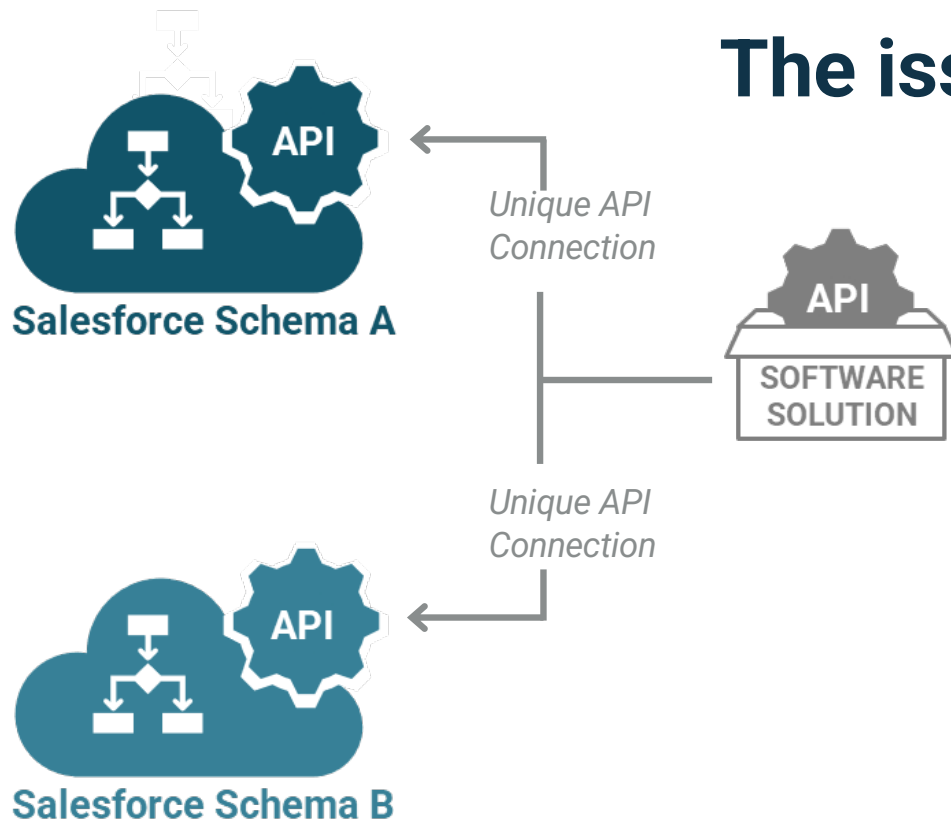 The iss
API
Unique API
Connection
Salesforce Schema A
API
SOFTWARE
SOLUTION
Unique API
Connection
API
Salesforce Schema B